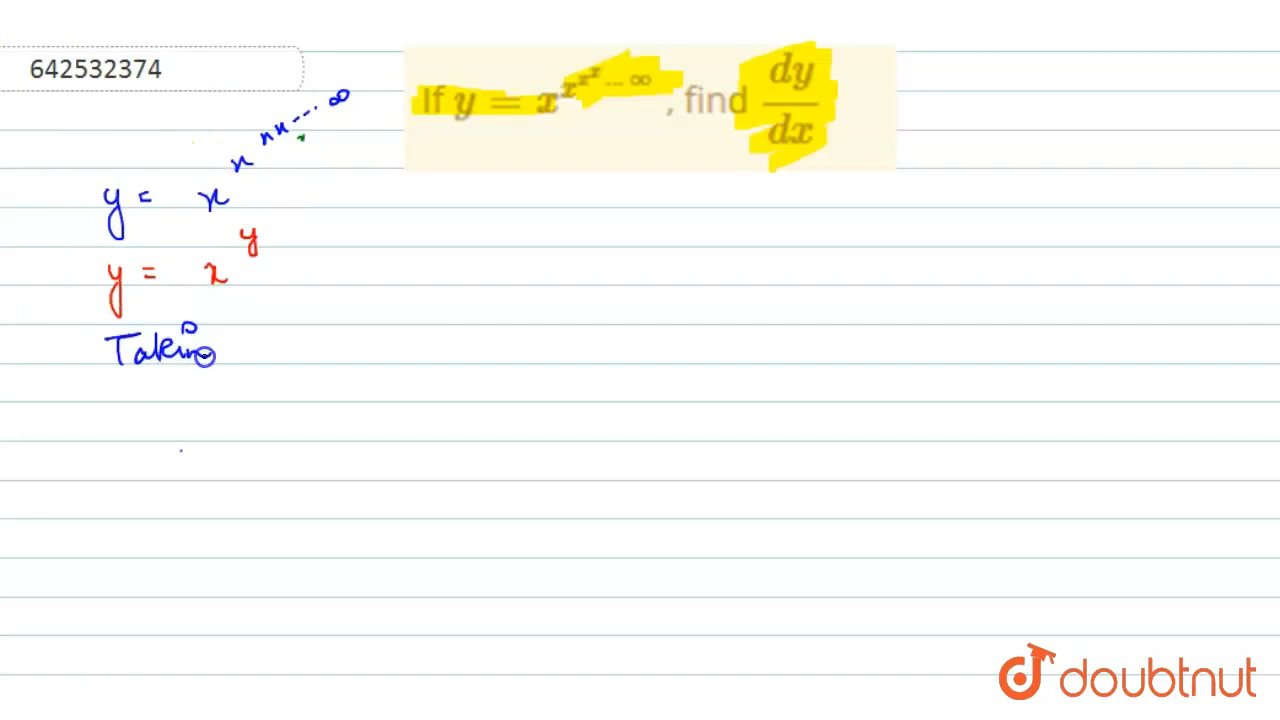 642532374
If y = x^{x^{x^{x ... ∞}}}, find dy/dx
y = x^{x^{x^{x ... ∞}}}
y = x^y
Taking
doubtnut